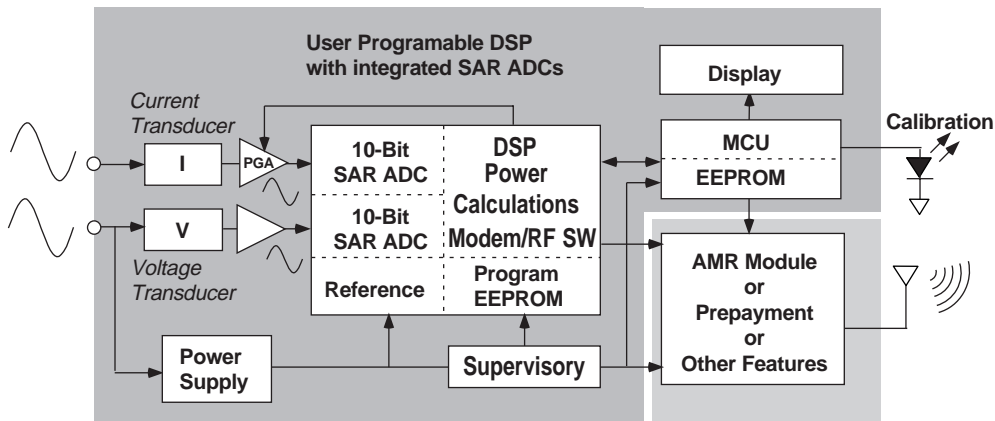 User Programable DSP
with integrated SAR ADCs
Display
Current
Transducer
Calibration
I
PGA
10-Bit
SAR ADC
DSP
Power
Calculations
Modem/RF SW
MCU
EEPROM
V
10-Bit
SAR ADC
Voltage
Transducer
Reference
Program
EEPROM
AMR Module
or
Prepayment
or
Other Features
Power
Supply
Supervisory